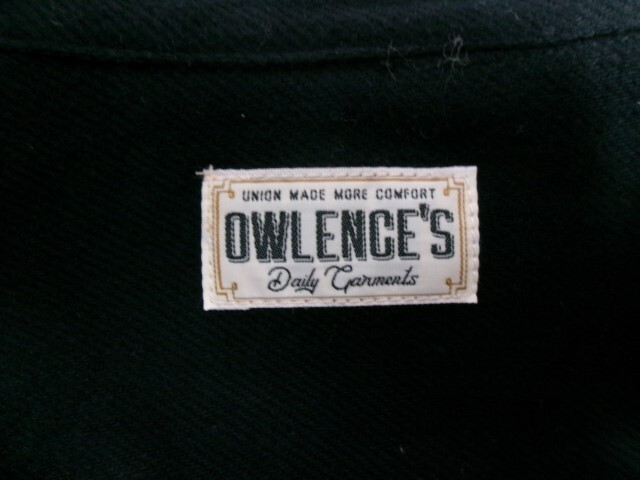 UNION MADE MORE COMFORT
OWLENCE'S
Daily Garments